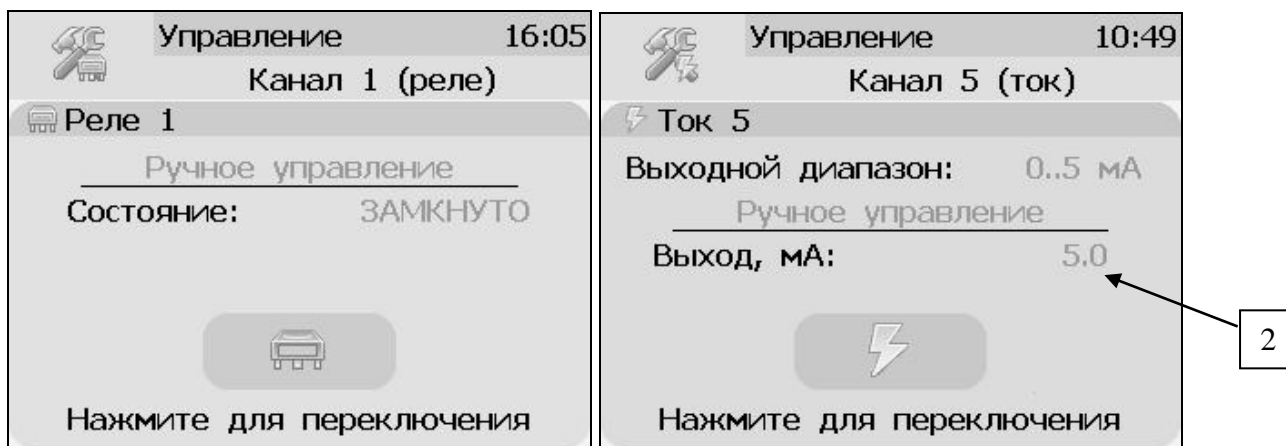 Управление 16:05
Канал 1 (реле)
Реле 1
Ручное управление
Состояние: ЗАМКНУТО
Нажмите для переключения
Управление 10:49
Канал 5 (ток)
Ток 5
Выходной диапазон: 0..5 мА
Ручное управление
Выход, мА: 5.0
Нажмите для переключения
2